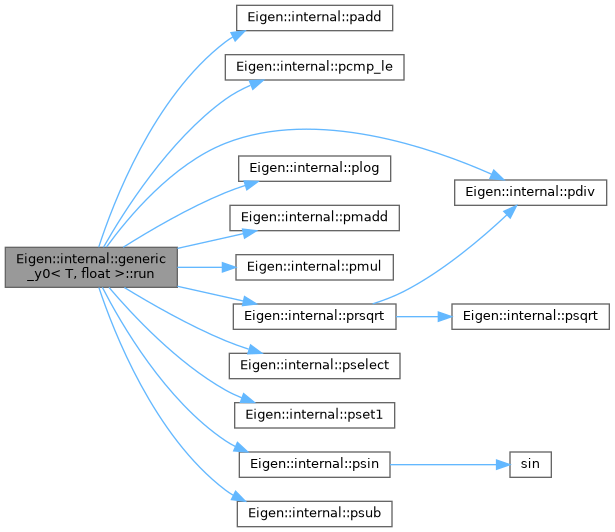 Eigen::internal::padd
Eigen::internal::pcmp_le
Eigen::internal::plog
Eigen::internal::pdiv
Eigen::internal::pmadd
Eigen::internal::generic
_y0< T, float >::run
Eigen::internal::pmul
Eigen::internal::prsqrt
Eigen::internal::psqrt
Eigen::internal::pselect
Eigen::internal::pset1
Eigen::internal::psin
sin
Eigen::internal::psub